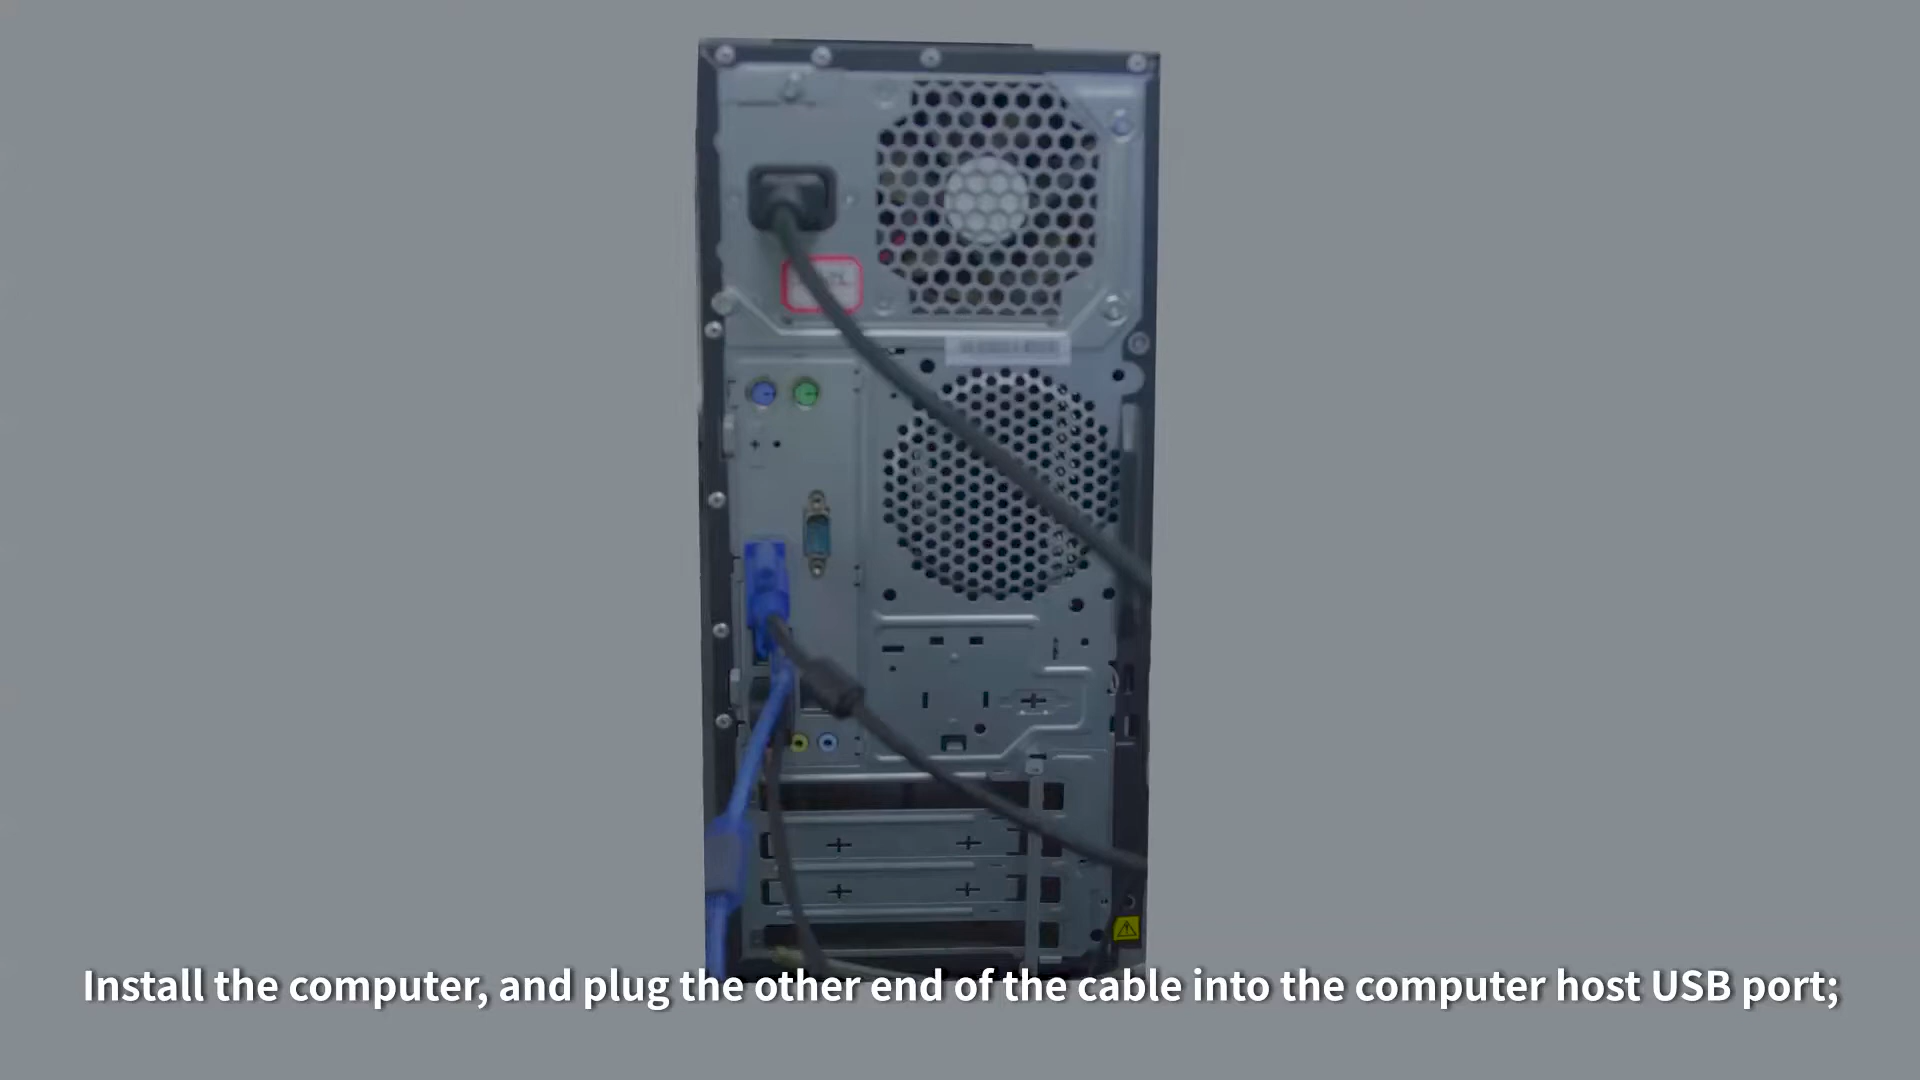 Install the computer, and plug the other end of the cable into the computer host USB port;